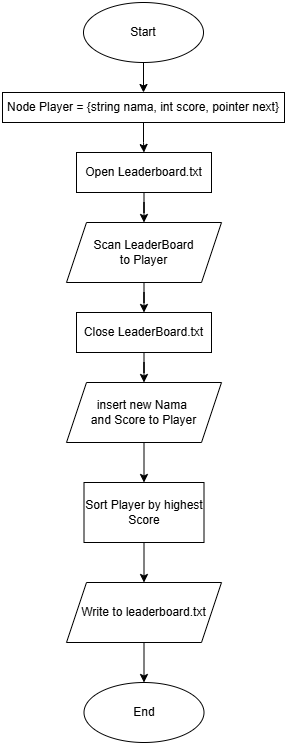 Start
Node Player = {string nama, int score, pointer next}
Open Leaderboard.txt
Scan LeaderBoard
to Player
Close LeaderBoard.txt
insert new Nama
and Score to Player
Sort Player by highest
Score
Write to leaderboard.txt
End